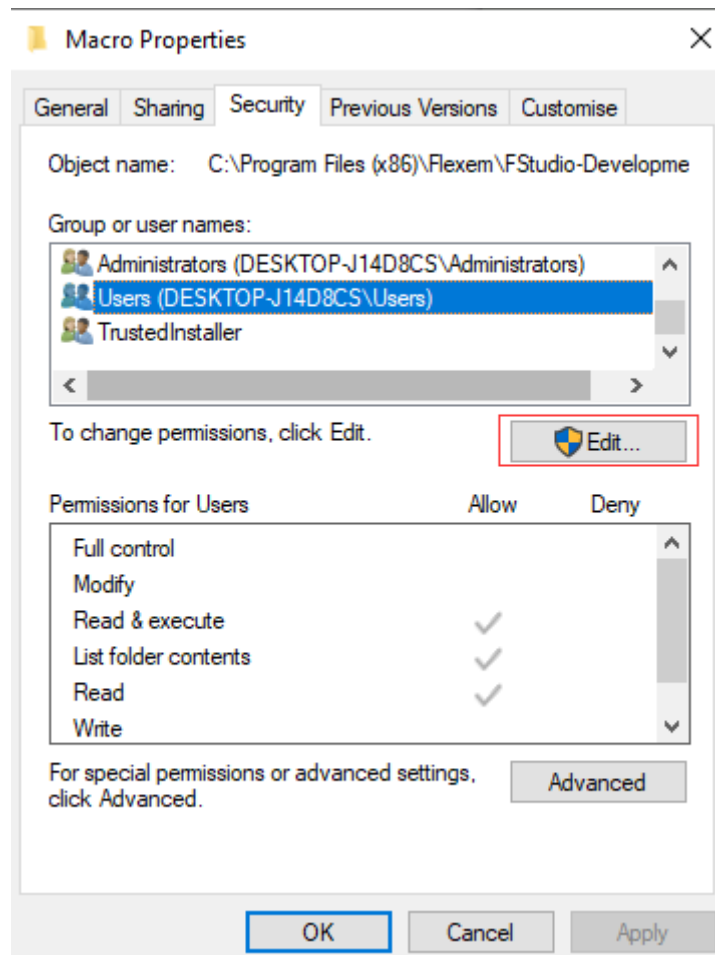 Macro Properties
General Sharing Security Previous Versions Customise
Object name: C:\Program Files (x86)\Flexem\FStudio-Developme
Group or user names:
Administrators (DESKTOP-J14D8CS\Administrators)
Users (DESKTOP-J14D8CS\Users)
TrustedInstaller
To change permissions, click Edit.
Edit...
Permissions for Users Allow Deny
Full control
Modify
Read & execute
List folder contents
Read
Write
For special permissions or advanced settings,
click Advanced.
Advanced
OK Cancel Apply